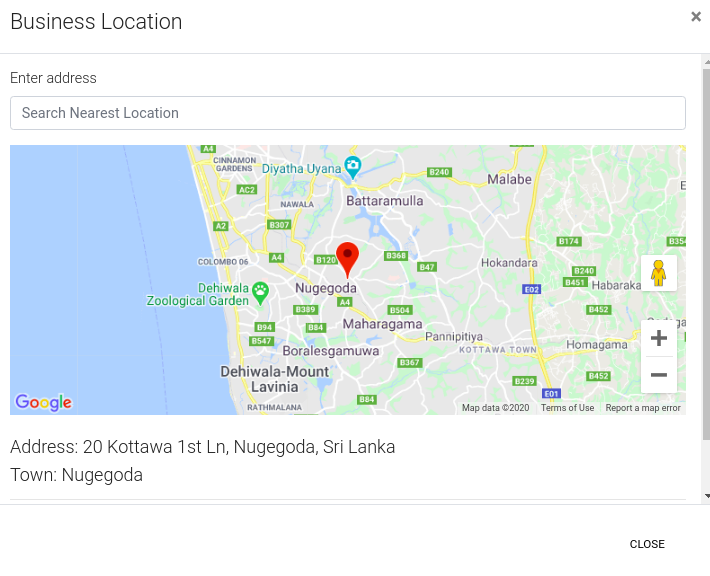 Business Location
×
Enter address
Search Nearest Location
A4
CINNAMON
GARDENS
Diyatha Uyana
B240
Malabe
AC2
NAWALA
Battaramulla
A2
B307
B174
B354
COLOMBO 06
A4
B120
B368
B47
Hokandara
B240
B451
Habaraka
Dehiwala
Zoological Garden
Nugegoda
E02
A4
B389
B504
B452
B94
B84
Maharagama
B547
Pannipitiya
Homagama
Boralesgamuwa
KOTTAWA TOWN
B367
Dehiwala-Mount
Lavinia
B239
B452
E01
B84
RATHMALANA
Google
Map data ©2020 Terms of Use Report a map error
Address: 20 Kottawa 1st Ln, Nugegoda, Sri Lanka
Town: Nugegoda
CLOSE